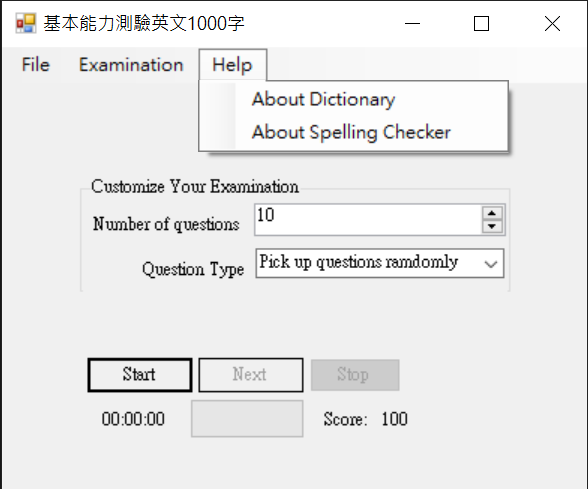 基本能力測驗英文1000字
File Examination Help
About Dictionary
About Spelling Checker
Customize Your Examination
Number of questions 10
Question Type Pick up questions ramdomly
Start Next Stop
00:00:00 Score: 100